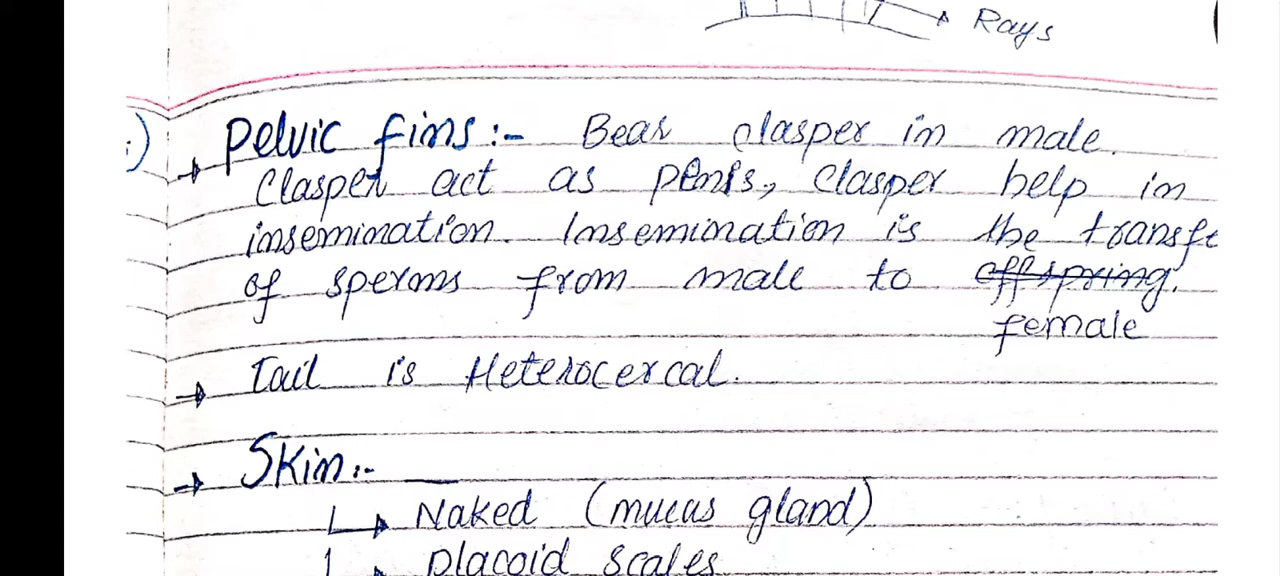 Rays
Pelvic fins :- Bear clasper in male.
Clasper act as penis, Clasper help in
insemination. Insemination is the transfe
of sperms from male to offspring.
female
Tail is Heterocercal.
Skin :-
Naked (mucus gland)
Placoid scales